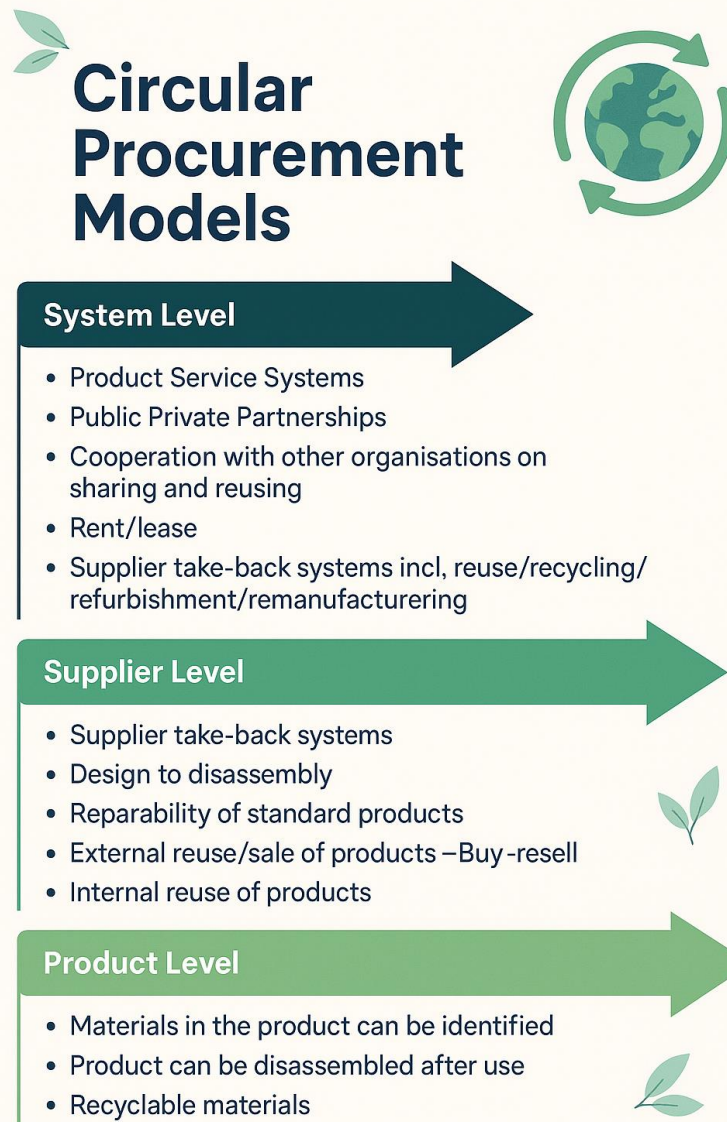 Circular
Procurement
Models
System Level
• Product Service Systems
• Public Private Partnerships
• Cooperation with other organisations on
sharing and reusing
• Rent/lease
• Supplier take-back systems incl, reuse/recycling/
refurbishment/remanufacturering
Supplier Level
• Supplier take-back systems
• Design to disassembly
• Reparability of standard products
• External reuse/sale of products –Buy-resell
• Internal reuse of products
Product Level
• Materials in the product can be identified
• Product can be disassembled after use
• Recyclable materials